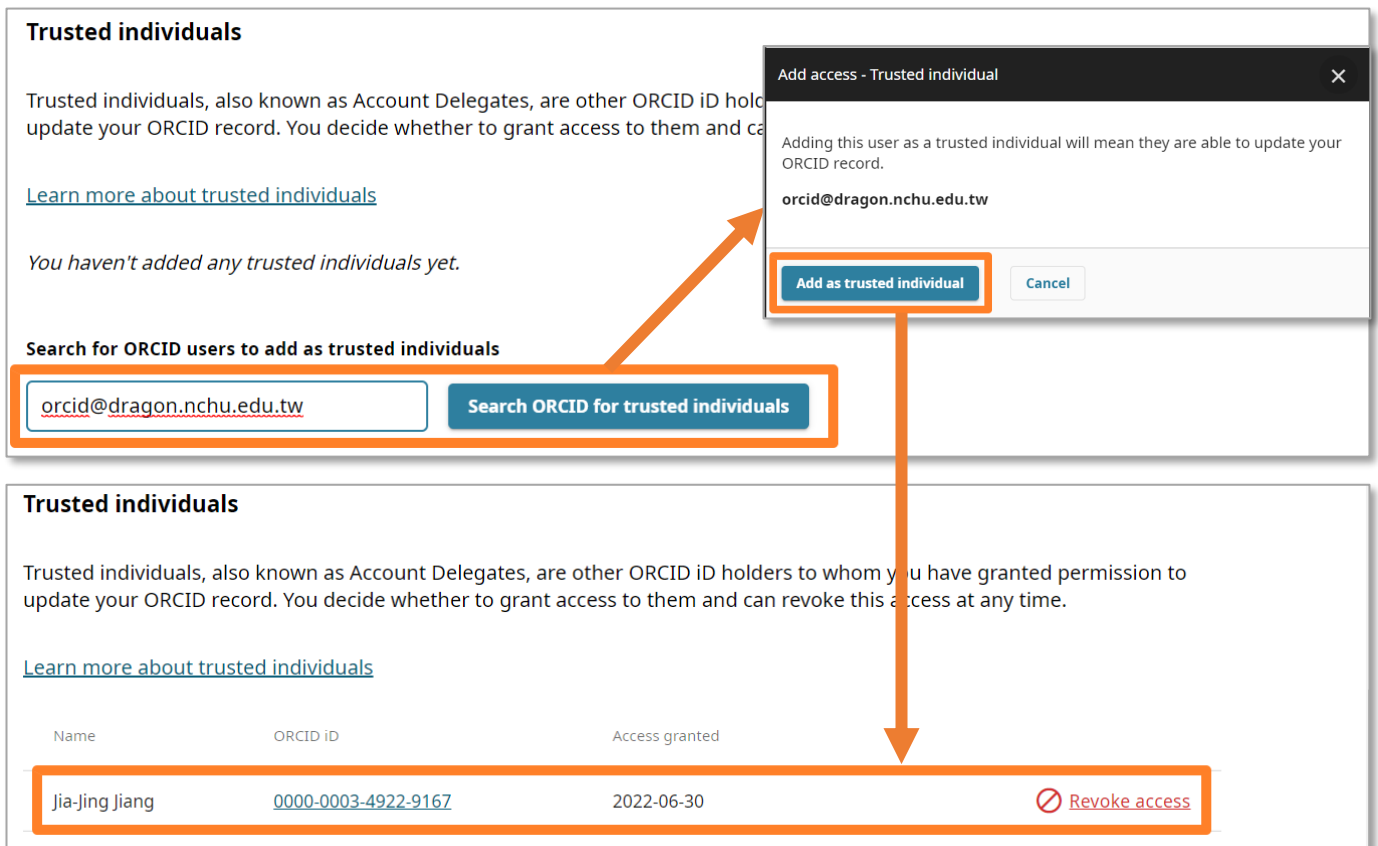 Trusted individuals
Trusted individuals, also known as Account Delegates, are other ORCID iD
update your ORCID record. You decide whether to grant access to them and
Learn more about trusted individuals
You haven't added any trusted individuals yet.
Search for ORCID users to add as trusted individuals
orcid@dragon.nchu.edu.tw
Search ORCID for trusted individuals
Add access - Trusted individual
Adding this user as a trusted individual will mean they are able to update your
ORCID record.
orcid@dragon.nchu.edu.tw
Add as trusted individual
Cancel
Trusted individuals
Trusted individuals, also known as Account Delegates, are other ORCID iD holders to whom you have granted permission to
update your ORCID record. You decide whether to grant access to them and can revoke this access at any time.
Learn more about trusted individuals
Name ORCID iD Access granted
Jia-Jing Jiang 0000-0003-4922-9167 2022-06-30 Revoke access